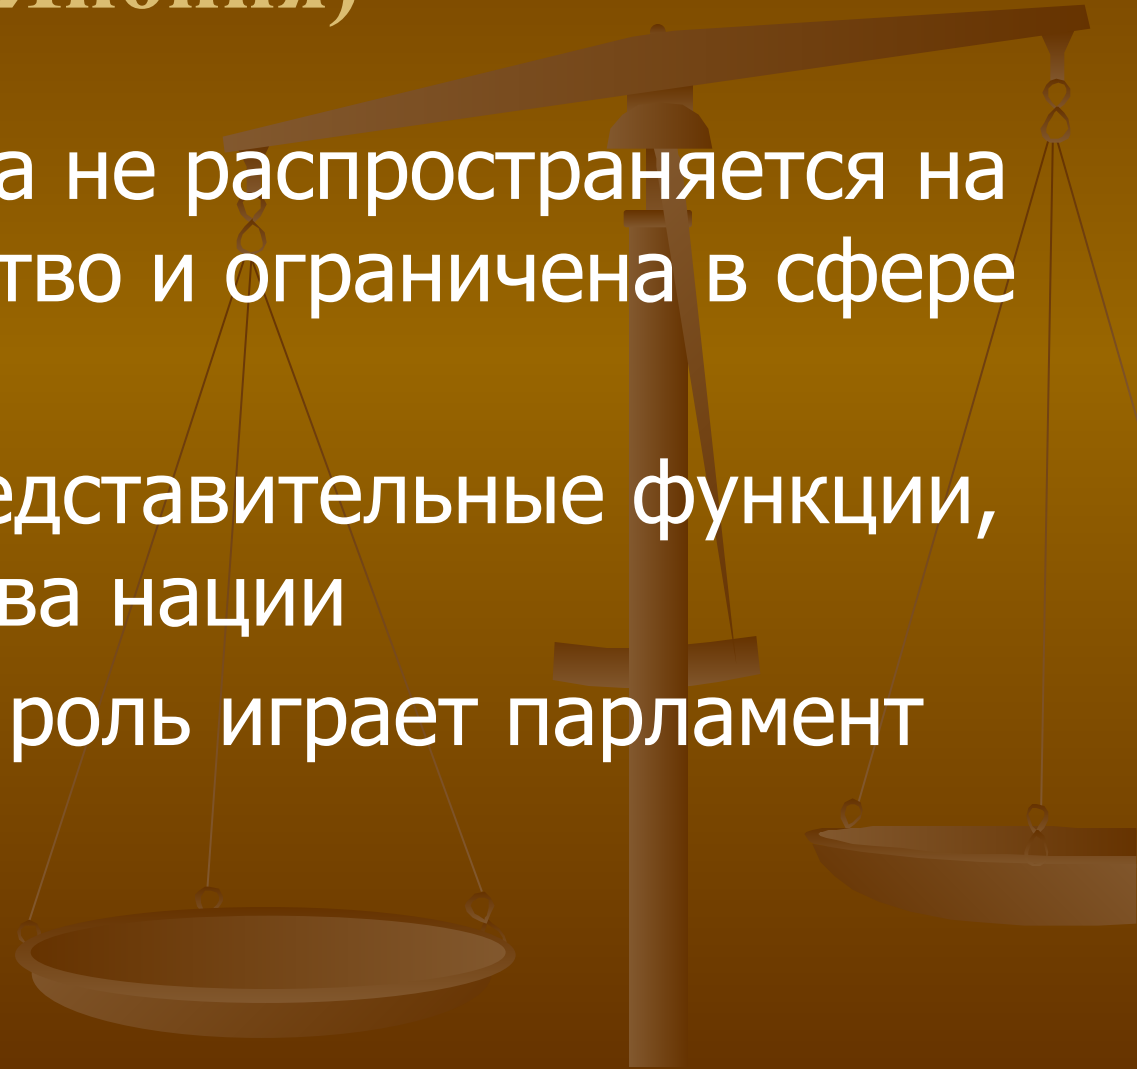 а не распространяется на
тво и ограничена в сфере
едставительные функции,
ва нации
роль играет парламент